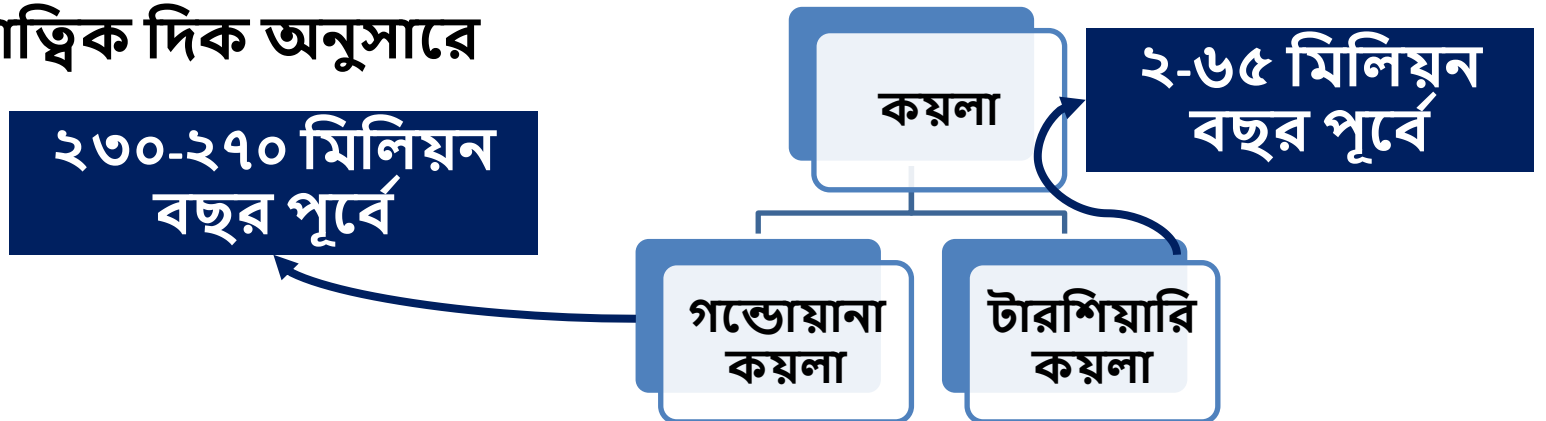 অনুসারে দিক
কয়লা
২-৬৫ মিলিয়ন
বছর পূর্বে
২৩০-২৭০ মিলিয়ন
বছর পূর্বে
গন্ডোয়ানা
কয়লা
টারশিয়ারি
কয়লা